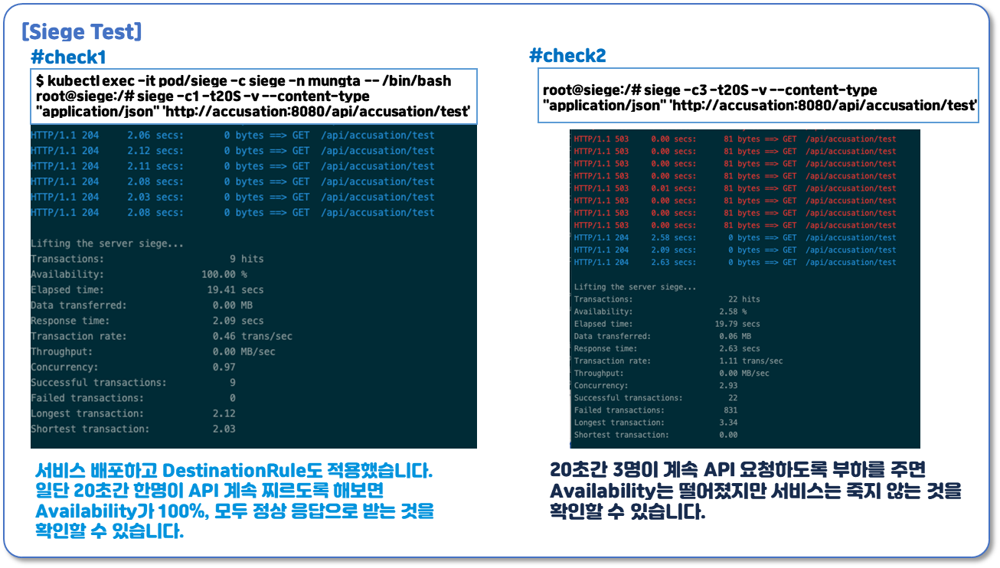 [Siege Test]
#check1
$ kubectl exec -it pod/siege -c siege -n mungta -- /bin/bash
root@siege:/# siege -c1 -t20S -v --content-type
"application/json" 'http://accusation:8080/api/accusation/test'
HTTP/1.1 204 2.06 secs: 0 bytes ==> GET /api/accusation/test
HTTP/1.1 204 2.12 secs: 0 bytes ==> GET /api/accusation/test
HTTP/1.1 204 2.11 secs: 0 bytes ==> GET /api/accusation/test
HTTP/1.1 204 2.08 secs: 0 bytes ==> GET /api/accusation/test
HTTP/1.1 204 2.03 secs: 0 bytes ==> GET /api/accusation/test
HTTP/1.1 204 2.08 secs: 0 bytes ==> GET /api/accusation/test
Lifting the server siege...
Transactions: 9 hits
Availability: 100.00 %
Elapsed time: 19.41 secs
Data transferred: 0.00 MB
Response time: 2.09 secs
Transaction rate: 0.46 trans/sec
Throughput: 0.00 MB/sec
Concurrency: 0.97
Successful transactions: 9
Failed transactions: 0
Longest transaction: 2.12
Shortest transaction: 2.03
서비스 배포하고 DestinationRule도 적용했습니다.
일단 20초간 한명이 API 계속 찌르도록 해보면
Availability가 100%, 모두 정상 응답으로 받는 것을
확인할 수 있습니다.
#check2
root@siege:/# siege -c3 -t20S -v --content-type
"application/json" 'http://accusation:8080/api/accusation/test'
HTTP/1.1 503 0.00 secs: 81 bytes ==> GET /api/accusation/test
HTTP/1.1 503 0.00 secs: 81 bytes ==> GET /api/accusation/test
HTTP/1.1 503 0.00 secs: 81 bytes ==> GET /api/accusation/test
HTTP/1.1 503 0.00 secs: 81 bytes ==> GET /api/accusation/test
HTTP/1.1 503 0.01 secs: 81 bytes ==> GET /api/accusation/test
HTTP/1.1 503 0.00 secs: 81 bytes ==> GET /api/accusation/test
HTTP/1.1 503 0.00 secs: 81 bytes ==> GET /api/accusation/test
HTTP/1.1 503 0.00 secs: 81 bytes ==> GET /api/accusation/test
HTTP/1.1 204 2.58 secs: 0 bytes ==> GET /api/accusation/test
HTTP/1.1 204 2.09 secs: 0 bytes ==> GET /api/accusation/test
HTTP/1.1 204 2.63 secs: 0 bytes ==> GET /api/accusation/test
Lifting the server siege...
Transactions: 22 hits
Availability: 2.58 %
Elapsed time: 19.79 secs
Data transferred: 0.06 MB
Response time: 2.63 secs
Transaction rate: 1.11 trans/sec
Throughput: 0.00 MB/sec
Concurrency: 2.93
Successful transactions: 22
Failed transactions: 831
Longest transaction: 3.34
Shortest transaction: 0.00
20초간 3명이 계속 API 요청하도록 부하를 주면
Availability는 떨어졌지만 서비스는 죽지 않는 것을
확인할 수 있습니다.